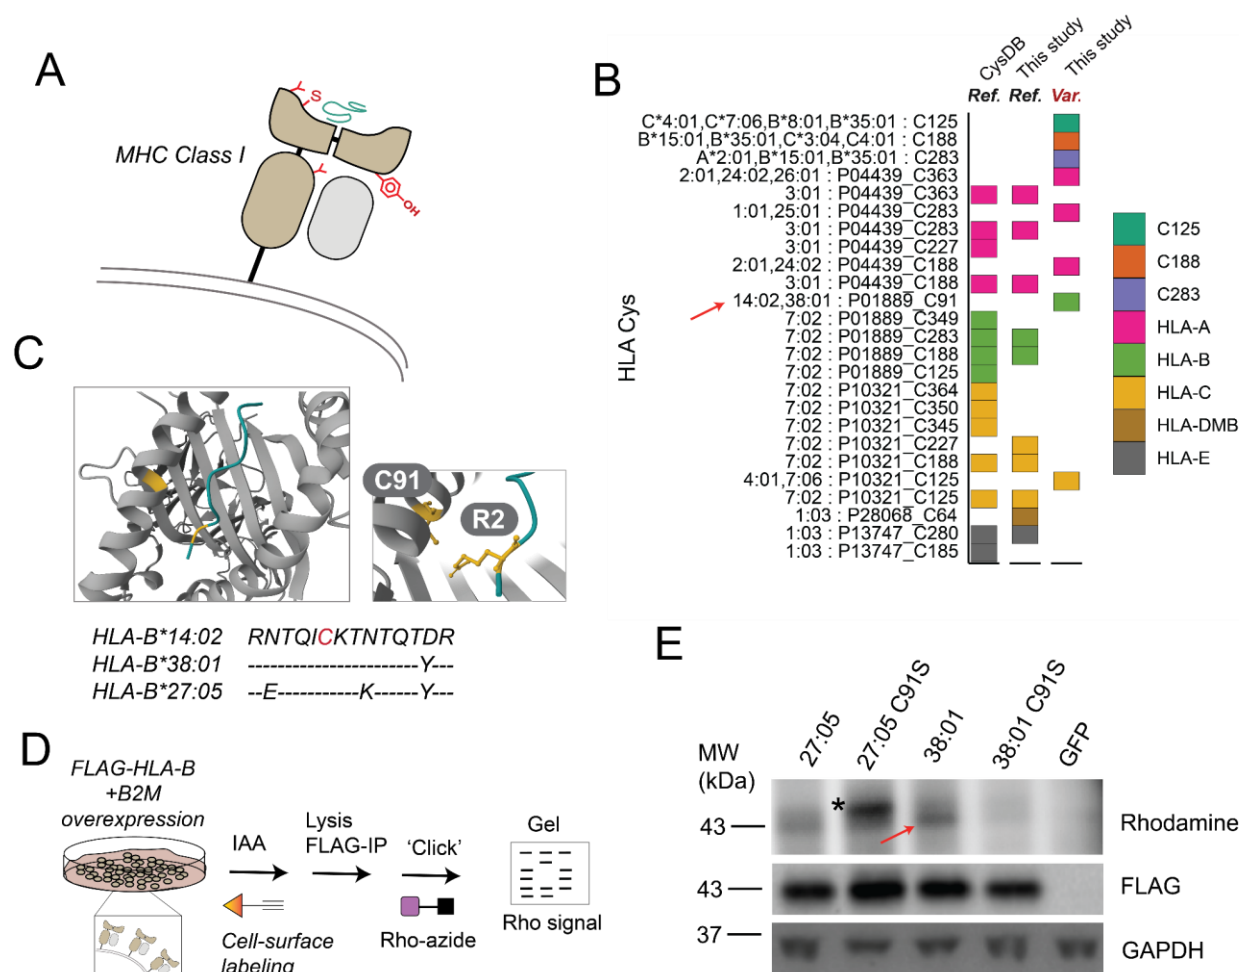 A
S
MHC Class I
OH
B
CysDB
This study
This study
Ref.
Ref.
Var.
HLA Cys
C*4:01,C*7:06,B*8:01,B*35:01 : C125
B*15:01,B*35:01,C*3:04,C4:01 : C188
A*2:01,B*15:01,B*35:01 : C283
2:01,24:02,26:01 : P04439_C363
3:01 : P04439_C363
1:01,25:01 : P04439_C283
3:01 : P04439_C283
3:01 : P04439_C227
2:01,24:02 : P04439_C188
3:01 : P04439_C188
14:02,38:01 : P01889_C91
7:02 : P01889_C349
7:02 : P01889_C283
7:02 : P01889_C188
7:02 : P01889_C125
7:02 : P10321_C364
7:02 : P10321_C350
7:02 : P10321_C345
7:02 : P10321_C227
7:02 : P10321_C188
4:01,7:06 : P10321_C125
7:02 : P10321_C125
1:03 : P28068_C64
1:03 : P13747_C280
1:03 : P13747_C185
C125
C188
C283
HLA-A
HLA-B
HLA-C
HLA-DMB
HLA-E
C
C91
R2
HLA-B*14:02 RNTQICKTNTQTDR
HLA-B*38:01 -----------------------Y---
HLA-B*27:05 --E-----------K------Y---
D
FLAG-HLA-B
+B2M
overexpression
IAA
Cell-surface
labeling
Lysis
FLAG-IP
'Click'
Rho-azide
Gel
Rho signal
E
MW
(kDa)
27:05
27:05 C91S
38:01
38:01 C91S
GFP
*
43
Rhodamine
43
FLAG
37
GAPDH